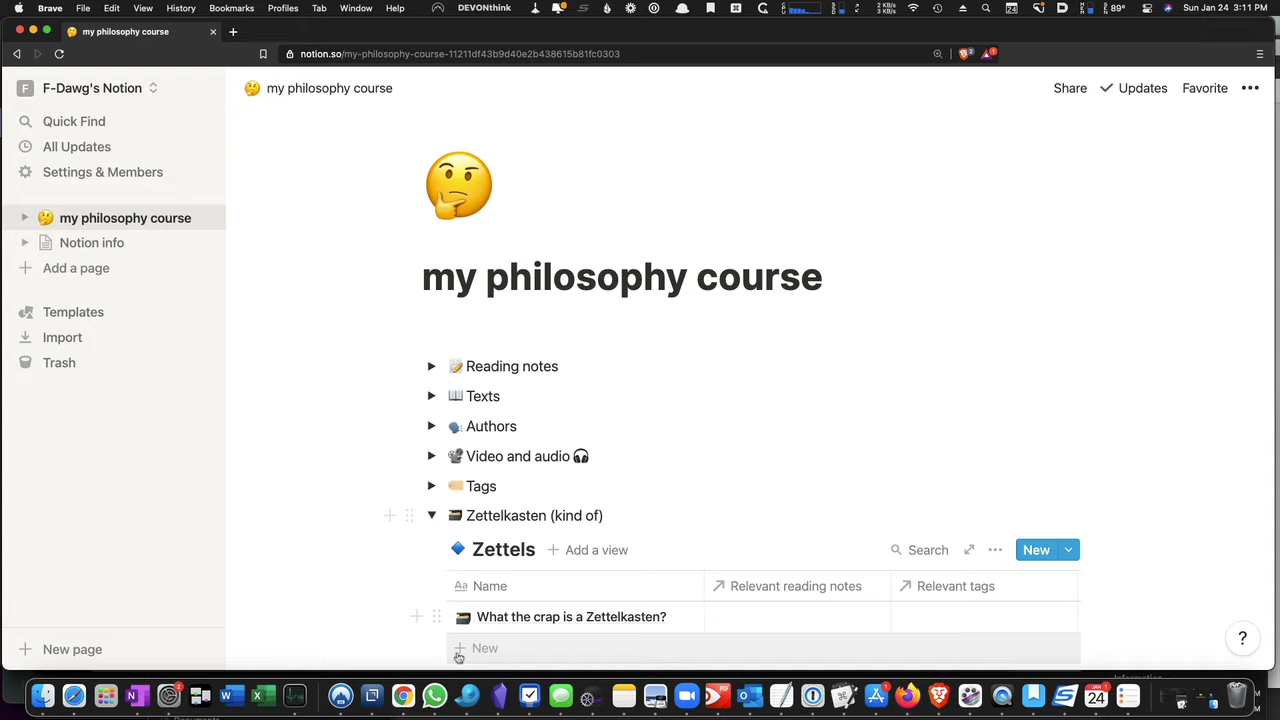 Brave File Edit View History Bookmarks Profiles Tab Window Help DEVONthink 2 KB/s 89° Sun Jan 24 3:11 PM
my philosophy course
notion.so/my-philosophy-course-11211df43b9d40e2b438615b81fc0303
F F-Dawg's Notion
my philosophy course
Share Updates Favorite
Quick Find
All Updates
Settings & Members
my philosophy course
Notion info
Add a page
Templates
Import
Trash
New page
my philosophy course
Reading notes
Texts
Authors
Video and audio
Tags
Zettelkasten (kind of)
Zettels + Add a view Search New
Aa Name Relevant reading notes Relevant tags
What the crap is a Zettelkasten?
+ New
?